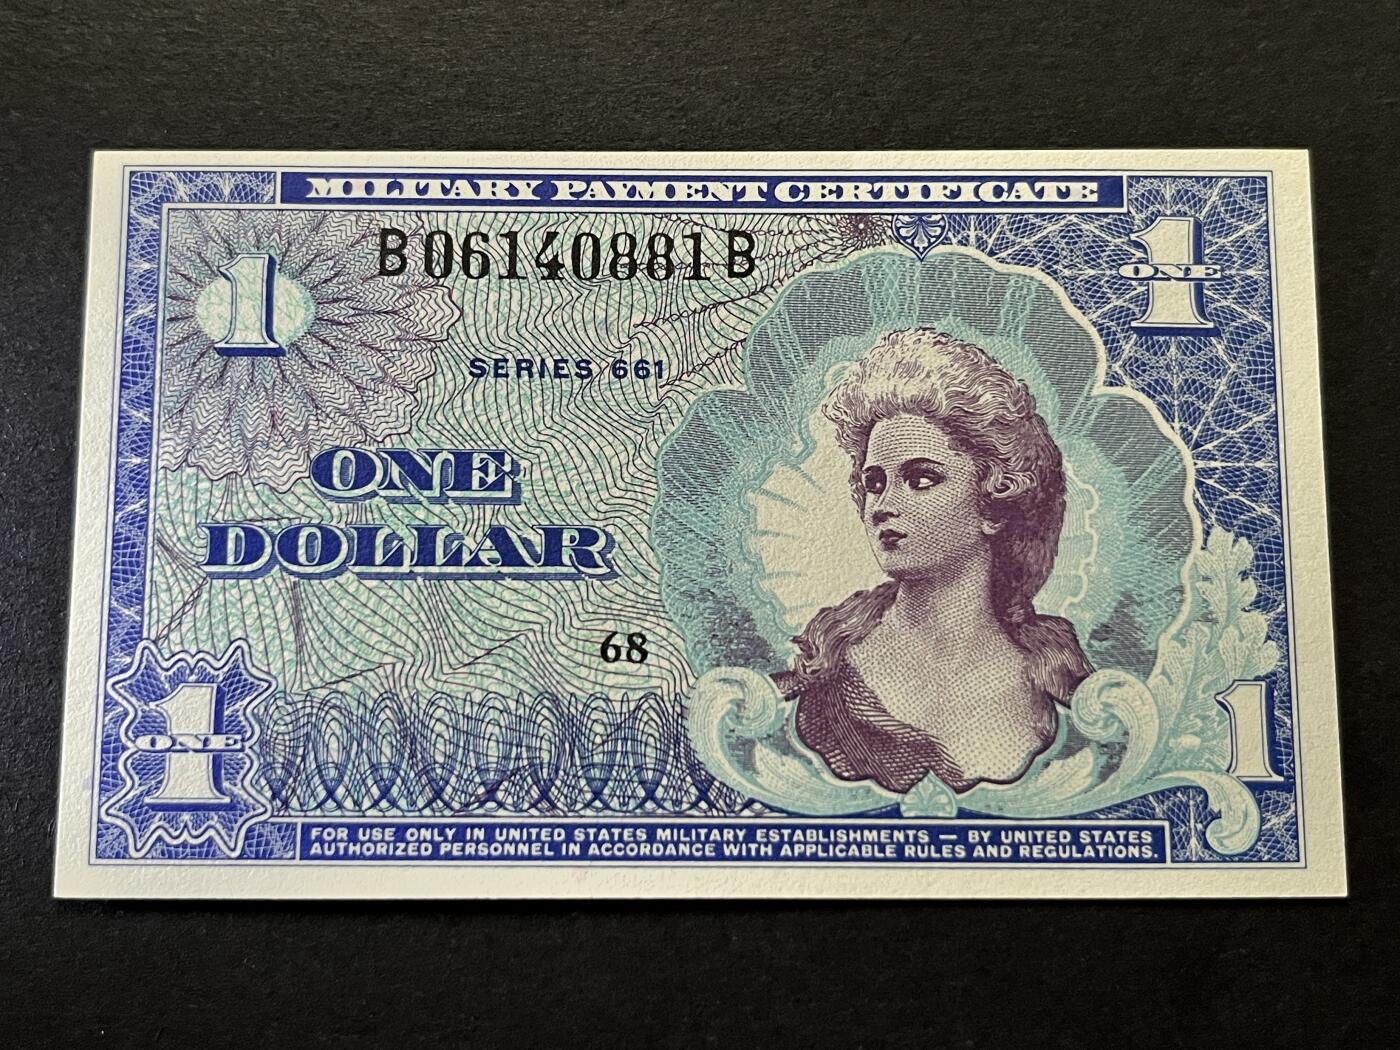 MILITARY PAYMENT CERTIFICATE
1
B06140881B
1
ONE
SERIES 661
ONE
DOLLAR
68
1
ONE
1
FOR USE ONLY IN UNITED STATES MILITARY ESTABLISHMENTS — BY UNITED STATES
AUTHORIZED PERSONNEL IN ACCORDANCE WITH APPLICABLE RULES AND REGULATIONS.